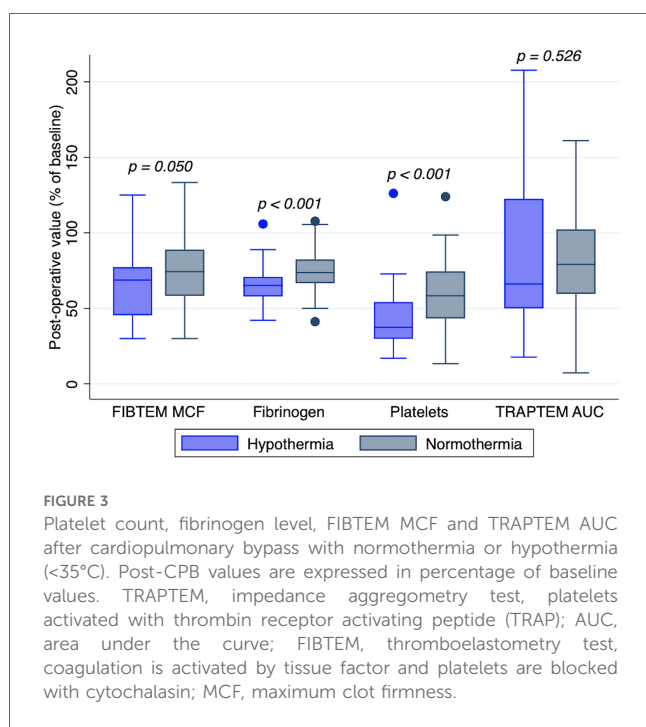 Post-operative value (% of baseline)
200
150
100
50
0
p = 0.050
p < 0.001
p < 0.001
p = 0.526
FIBTEM MCF
Fibrinogen
Platelets
TRAPTEM AUC
Hypothermia
Normothermia
FIGURE 3
Platelet count, fibrinogen level, FIBTEM MCF and TRAPTEM AUC
after cardiopulmonary bypass with normothermia or hypothermia
(<35°C). Post-CPB values are expressed in percentage of baseline
values. TRAPTEM, impedance aggregometry test, platelets
activated with thrombin receptor activating peptide (TRAP); AUC,
area under the curve; FIBTEM, thromboelastometry test,
coagulation is activated by tissue factor and platelets are blocked
with cytochalasin; MCF, maximum clot firmness.